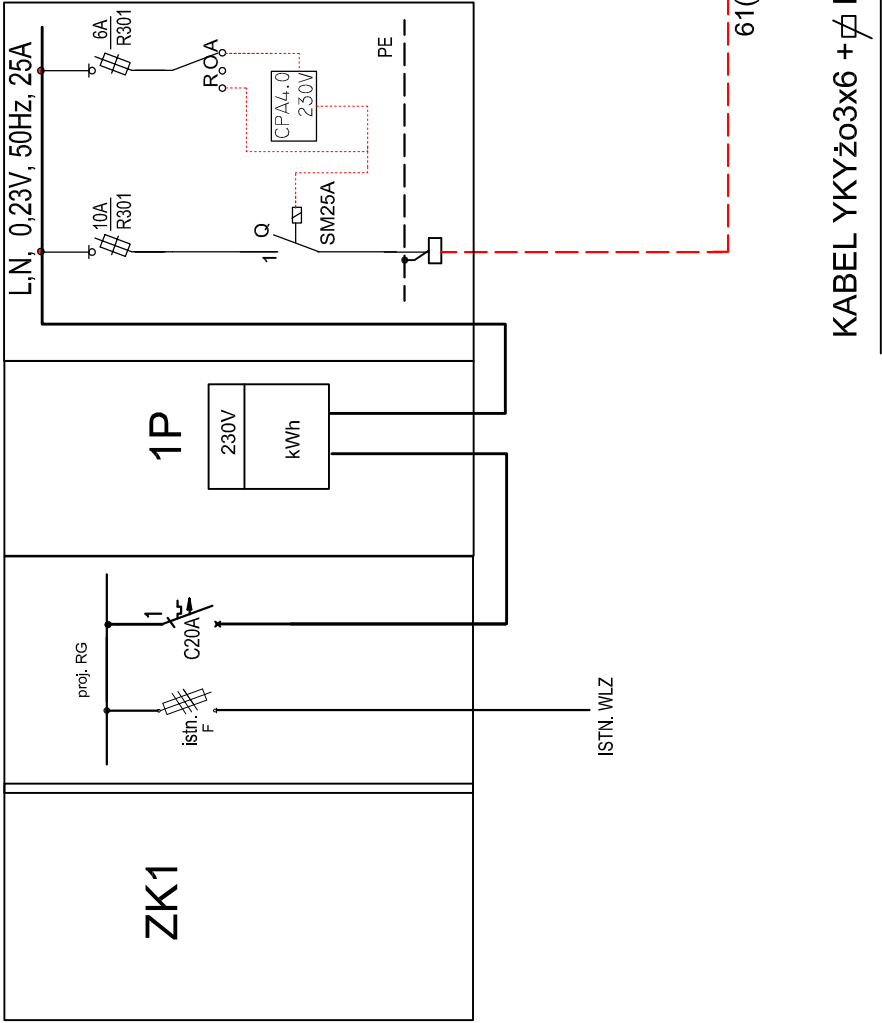 L,N, 0,23V, 50Hz, 25A
6A
R301
R O A
CPA4.0
230V
PE
10A
R301
1 Q
SM25A
61(
KABEL YKYżo3x6 +
1P
230V
kWh
proj. RG
1
C20A
istn.
F
ISTN. WLZ
ZK1